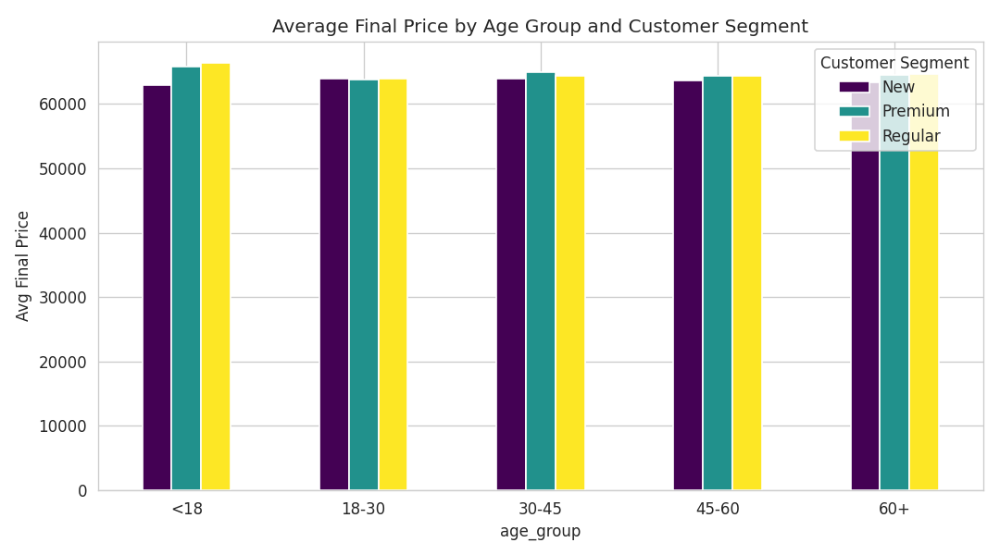 Average Final Price by Age Group and Customer Segment
Customer Segment
New
Premium
Regular
Avg Final Price
60000
50000
40000
30000
20000
10000
0
<18
18-30
30-45
45-60
60+
age_group